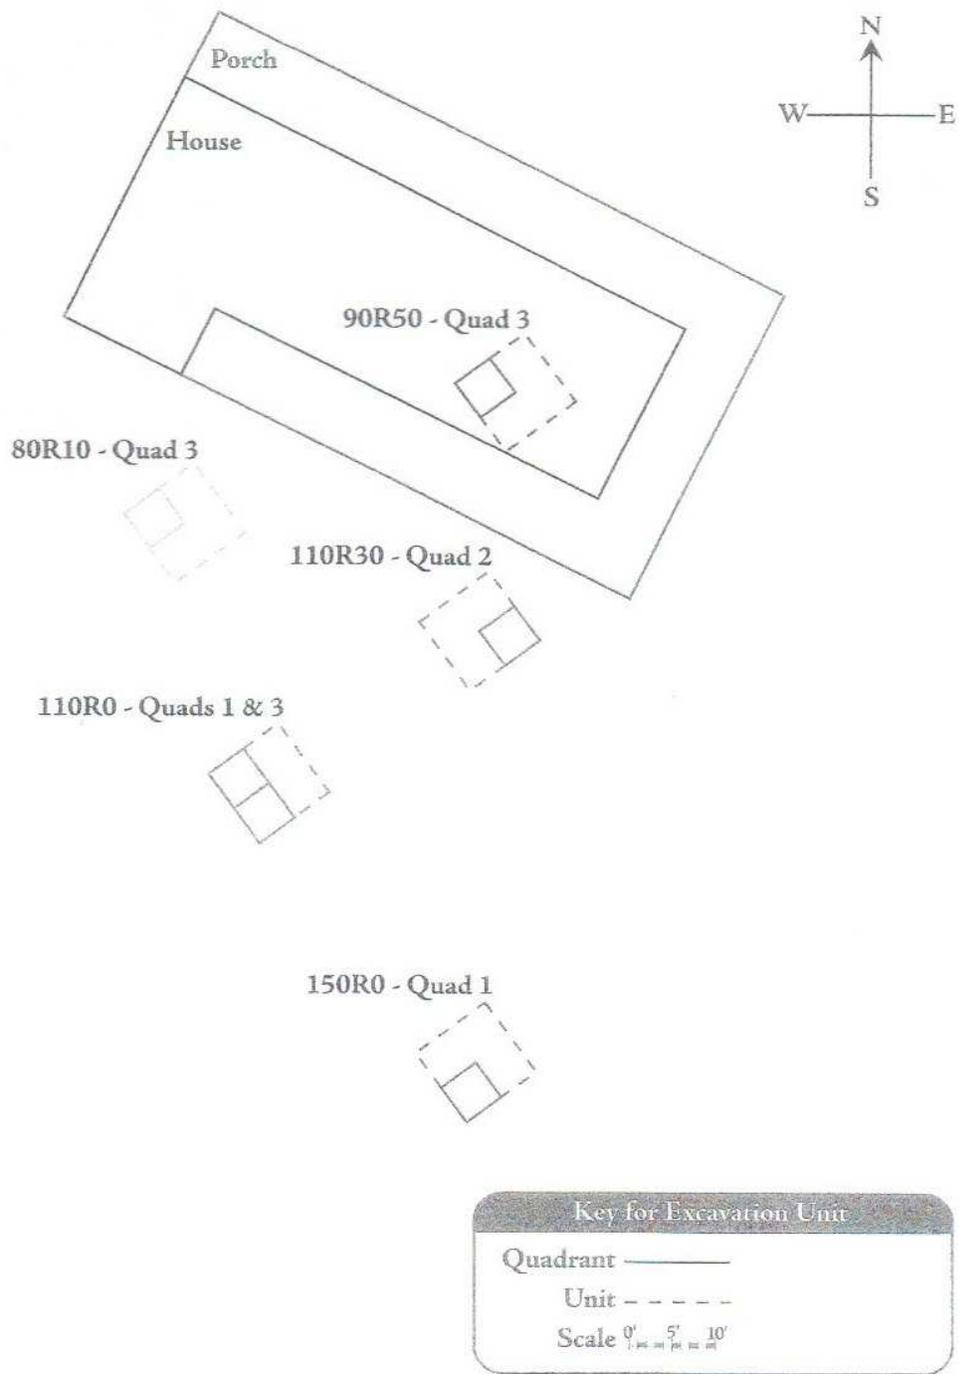 N
Porch
W E
House
S
90R50 - Quad 3
80R10 - Quad 3
110R30 - Quad 2
110R0 - Quads 1 & 3
150R0 - Quad 1
Key for Excavation Unit
Quadrant
Unit
Scale 0' 5' 10'